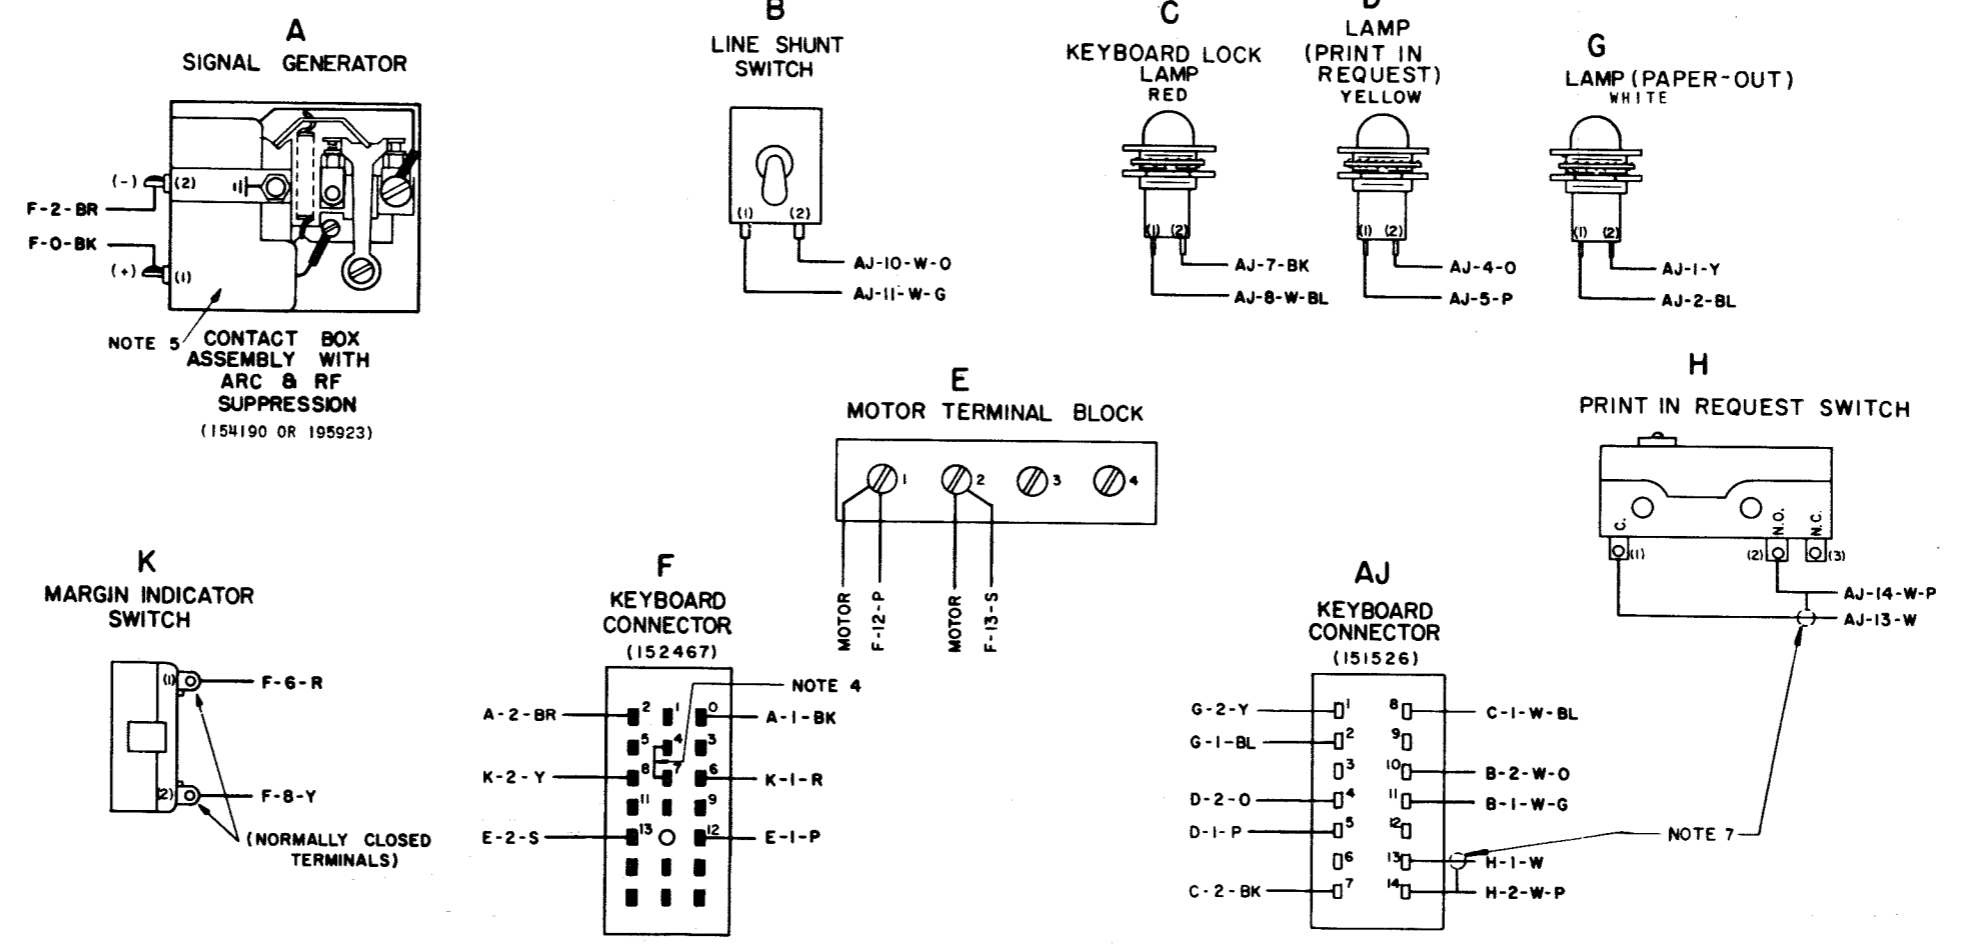 A
SIGNAL GENERATOR
(-)
(2)
F-2-BR
F-0-BK
(+)
(1)
NOTE 5
CONTACT BOX
ASSEMBLY WITH
ARC & RF
SUPPRESSION
(154190 OR 195923)
B
LINE SHUNT
SWITCH
(1)
(2)
AJ-10-W-O
AJ-11-W-G
C
KEYBOARD LOCK
LAMP
RED
(1)
(2)
AJ-7-BK
AJ-8-W-BL
D
LAMP
(PRINT IN
REQUEST)
YELLOW
(1)
(2)
AJ-4-O
AJ-5-P
G
LAMP (PAPER-OUT)
WHITE
(1)
(2)
AJ-1-Y
AJ-2-BL
E
MOTOR TERMINAL BLOCK
1
2
3
4
MOTOR
F-12-P
MOTOR
F-13-S
H
PRINT IN REQUEST SWITCH
C.
N.O.
N.C.
(1)
(2)
(3)
AJ-14-W-P
AJ-13-W
K
MARGIN INDICATOR
SWITCH
(1)
F-6-R
(2)
F-8-Y
(NORMALLY CLOSED
TERMINALS)
F
KEYBOARD
CONNECTOR
(152467)
NOTE 4
A-2-BR
2
1
0
A-1-BK
5
4
3
K-2-Y
8
7
6
K-1-R
11
9
E-2-S
13
12
E-1-P
AJ
KEYBOARD
CONNECTOR
(151526)
G-2-Y
1
8
C-1-W-BL
G-1-BL
2
9
3
10
B-2-W-O
D-2-O
4
11
B-1-W-G
D-1-P
5
12
NOTE 7
6
13
H-1-W
C-2-BK
7
14
H-2-W-P